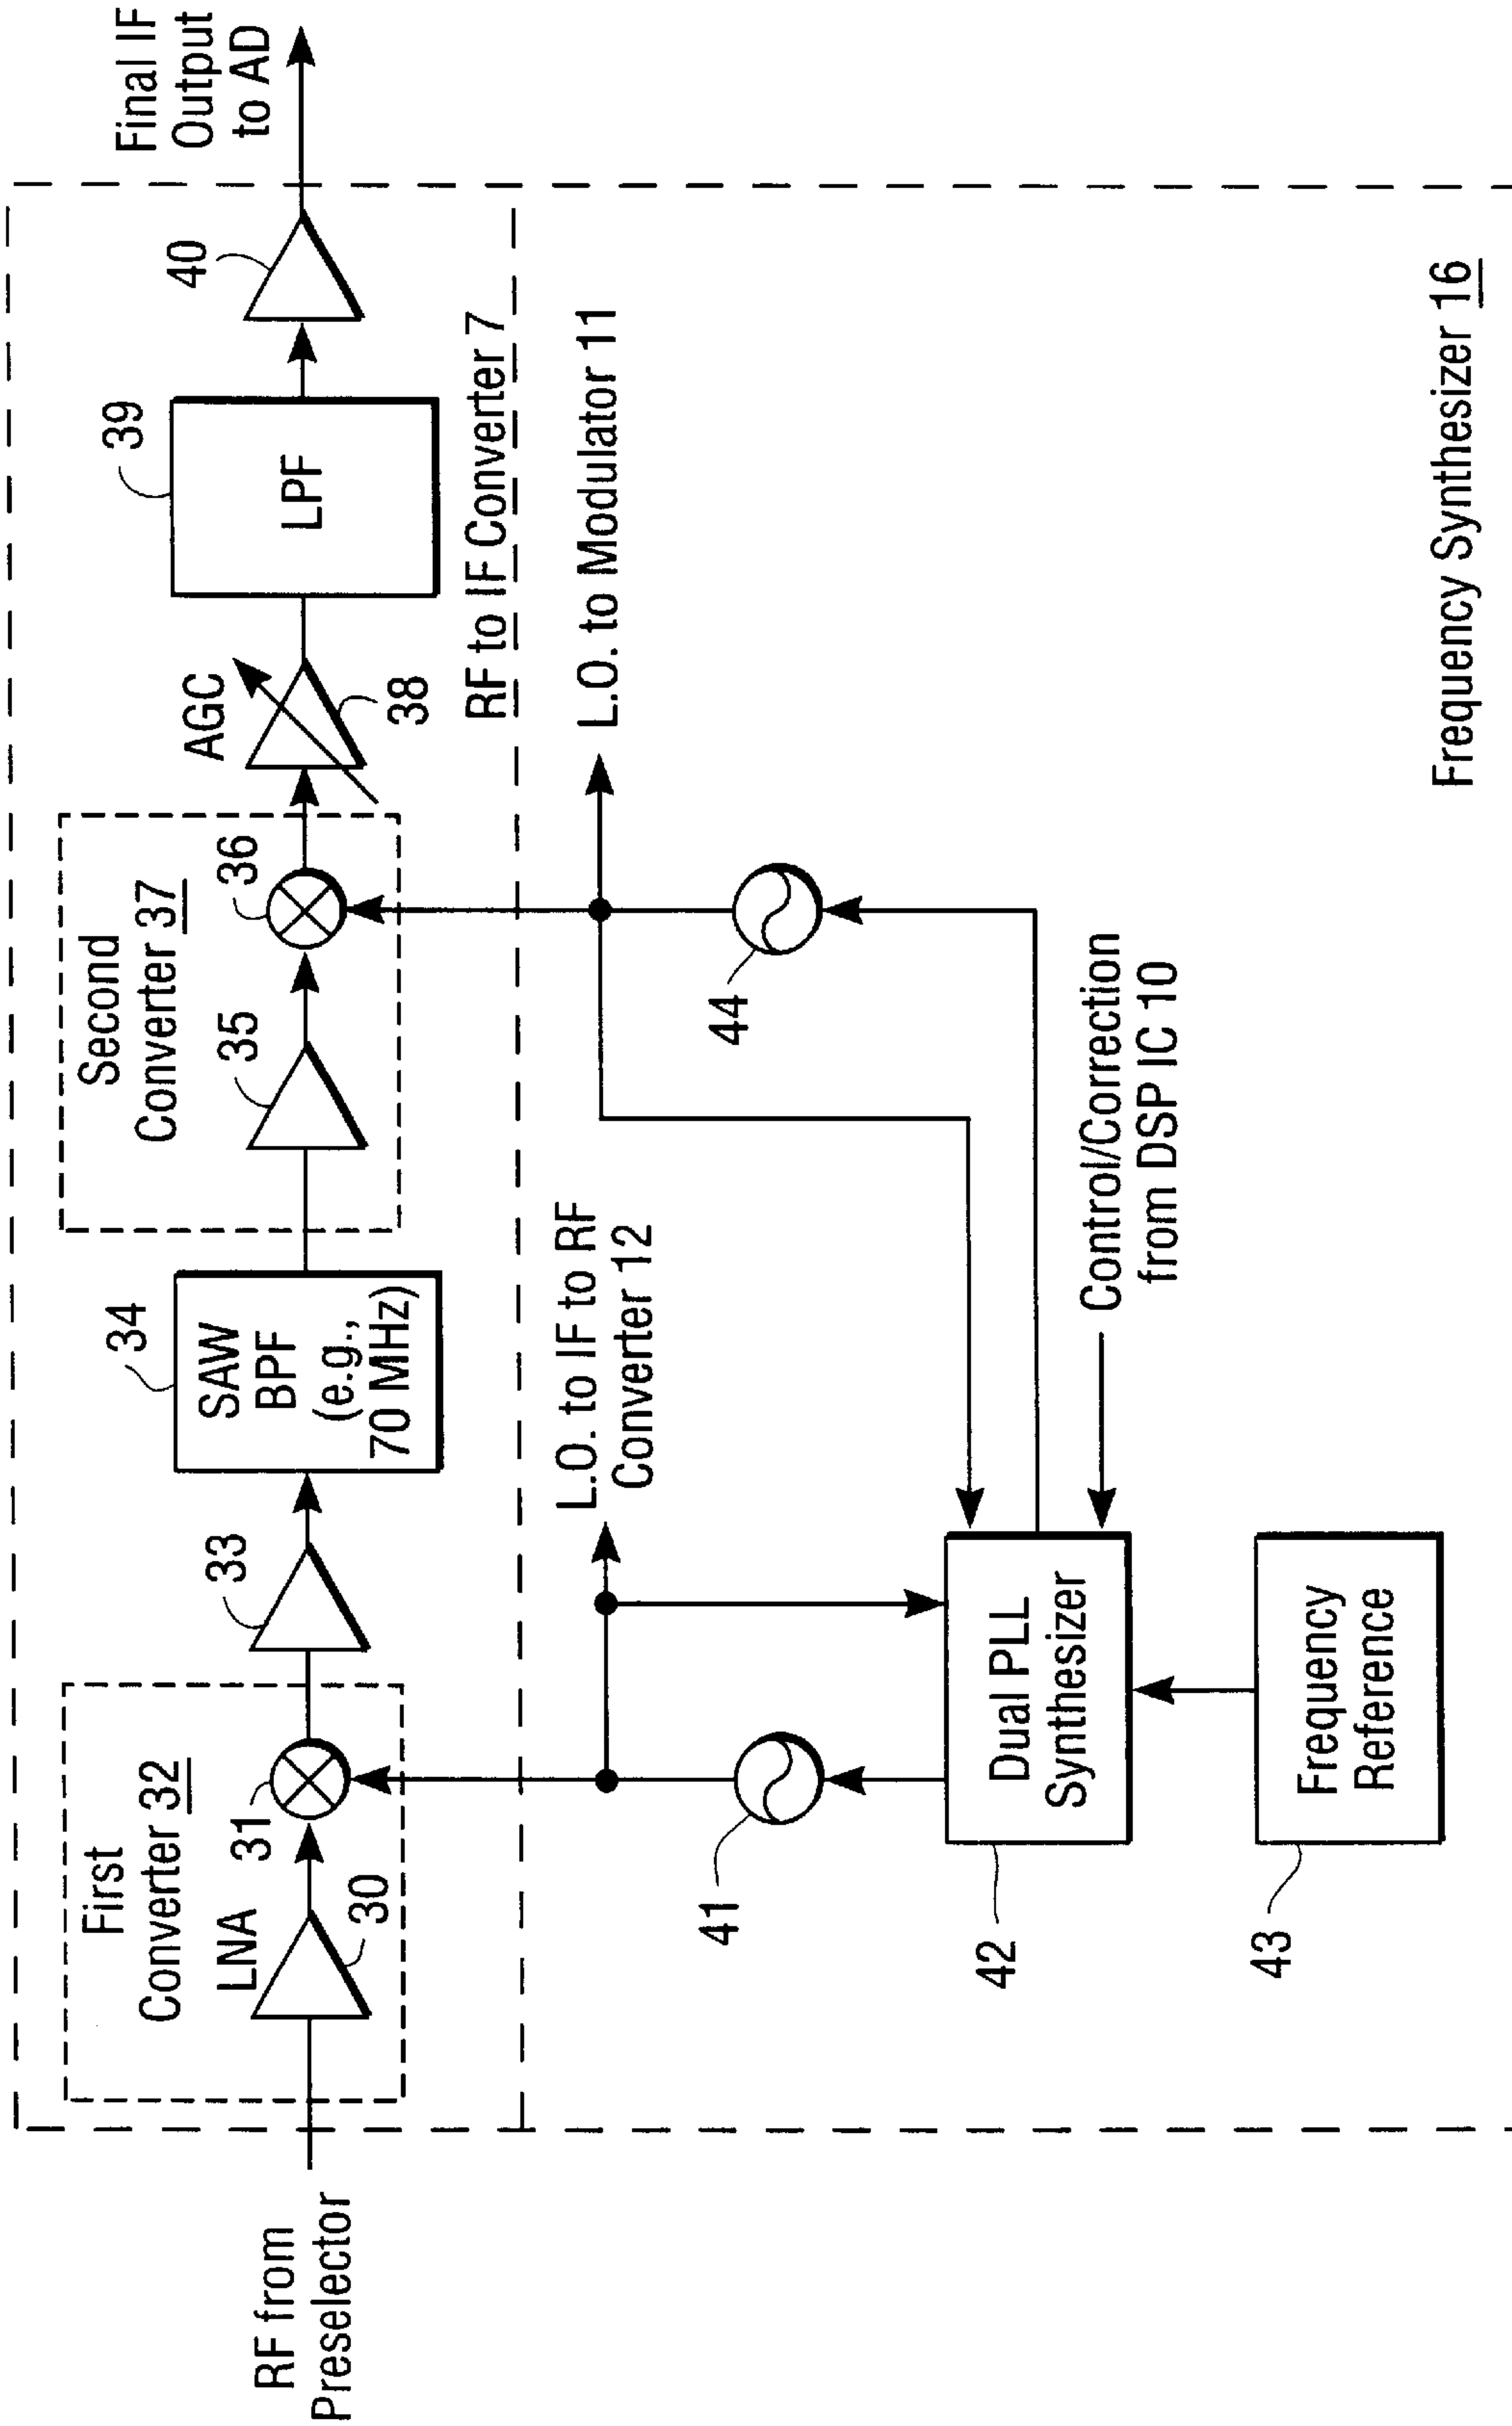 RF from
Preselector
First
Converter 32
LNA
30
31
33
34
SAW
BPF
(e.g.,
70 MHz)
Second
Converter 37
35
36
AGC
38
39
LPF
40
Final IF
Output
to AD
RF to IF Converter 7
L.O. to IF to RF
Converter 12
L.O. to Modulator 11
41
44
42
Dual PLL
Synthesizer
Control/Correction
from DSP IC 10
43
Frequency
Reference
Frequency Synthesizer 16